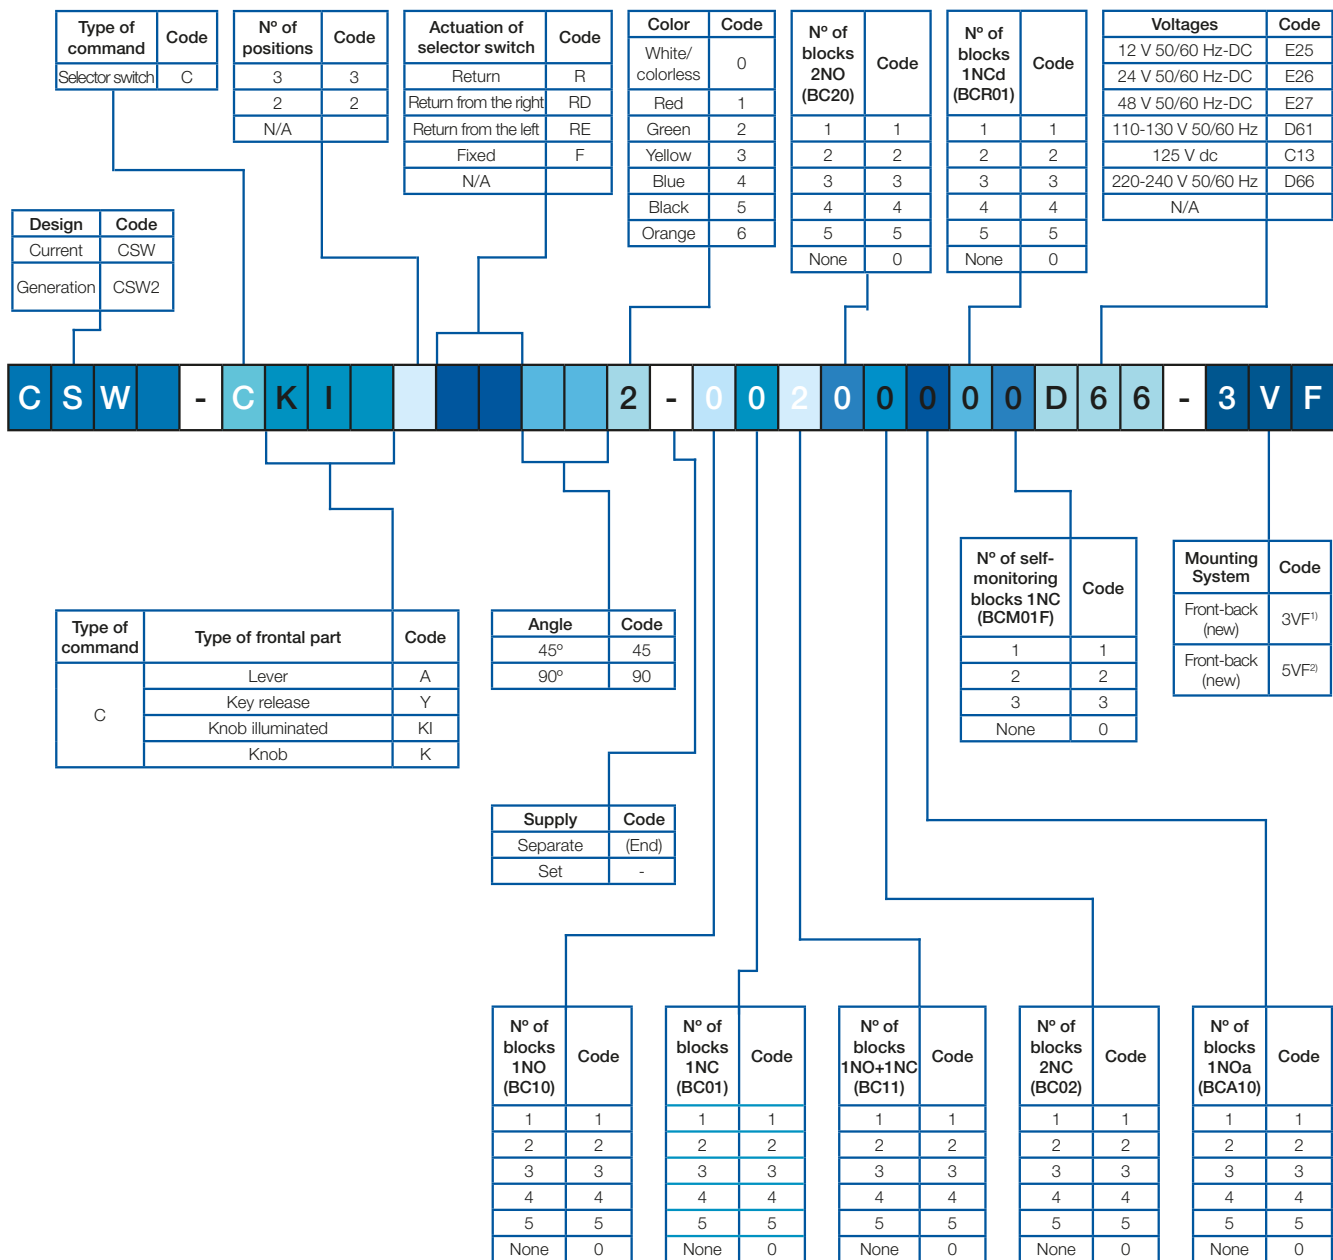 Type of command Code
Selector switch C
Nº of positions Code
3 3
2 2
N/A
Actuation of selector switch Code
Return R
Return from the right RD
Return from the left RE
Fixed F
N/A
Color Code
White/ colorless 0
Red 1
Green 2
Yellow 3
Blue 4
Black 5
Orange 6
Nº of blocks 2NO (BC20) Code
1 1
2 2
3 3
4 4
5 5
None 0
Nº of blocks 1NCd (BCR01) Code
1 1
2 2
3 3
4 4
5 5
None 0
Voltages Code
12 V 50/60 Hz-DC E25
24 V 50/60 Hz-DC E26
48 V 50/60 Hz-DC E27
110-130 V 50/60 Hz D61
125 V dc C13
220-240 V 50/60 Hz D66
N/A
Design Code
Current CSW
Generation CSW2
C S W - C K I 2 - 0 0 2 0 0 0 0 0 D 6 6 - 3 V F
Type of command Type of frontal part Code
C
Lever A
Key release Y
Knob illuminated KI
Knob K
Angle Code
45º 45
90º 90
Supply Code
Separate (End)
Set -
Nº of self-monitoring blocks 1NC (BCM01F) Code
1 1
2 2
3 3
None 0
Mounting System Code
Front-back (new) 3VF1)
Front-back (new) 5VF2)
Nº of blocks 1NO (BC10) Code
1 1
2 2
3 3
4 4
5 5
None 0
Nº of blocks 1NC (BC01) Code
1 1
2 2
3 3
4 4
5 5
None 0
Nº of blocks 1NO+1NC (BC11) Code
1 1
2 2
3 3
4 4
5 5
None 0
Nº of blocks 2NC (BC02) Code
1 1
2 2
3 3
4 4
5 5
None 0
Nº of blocks 1NOa (BCA10) Code
1 1
2 2
3 3
4 4
5 5
None 0